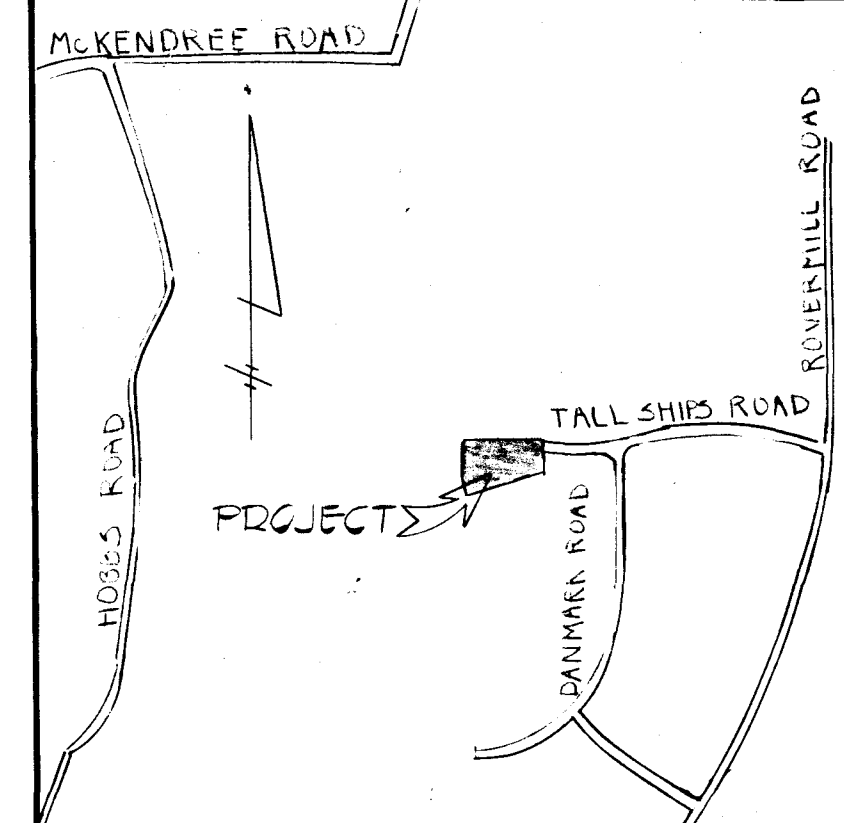 McKENDREE ROAD
ROVERMILL ROAD
TALL SHIPS ROAD
PROJECT
HOBBS ROAD
DANMARK ROAD